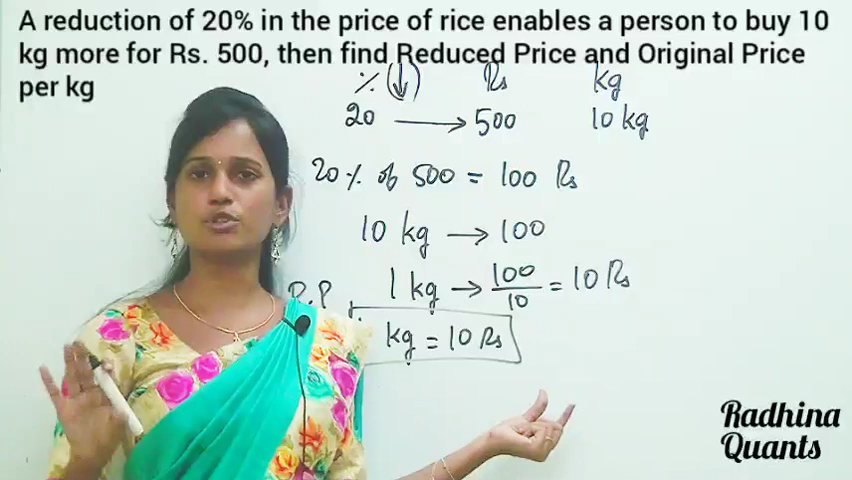 A reduction of 20% in the price of rice enables a person to buy 10
kg more for Rs. 500, then find Reduced Price and Original Price
per kg
% (↓) Rs kg
20 → 500 10 kg
20% of 500 = 100 Rs
10 kg → 100
1 kg → 100/10 = 10 Rs
R.P
kg = 10 Rs
Radhina
Quants